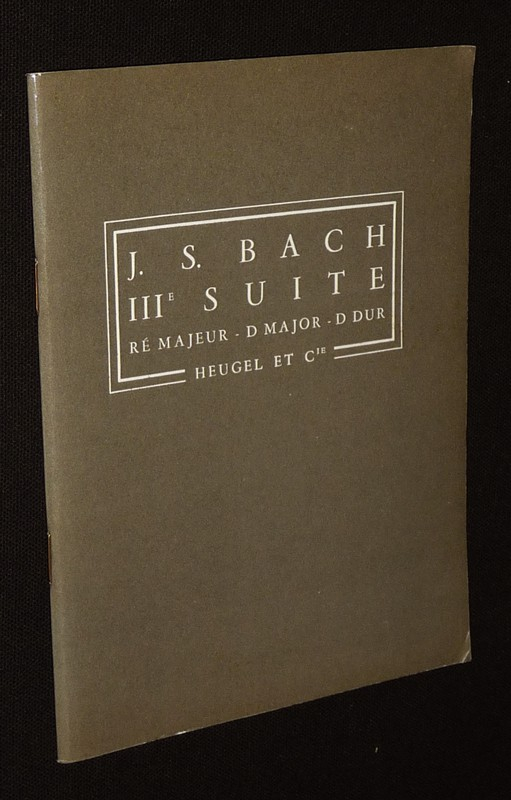 J. S. BACH
IIIE SUITE
RÉ MAJEUR - D MAJOR - D DUR
HEUGEL ET CIE